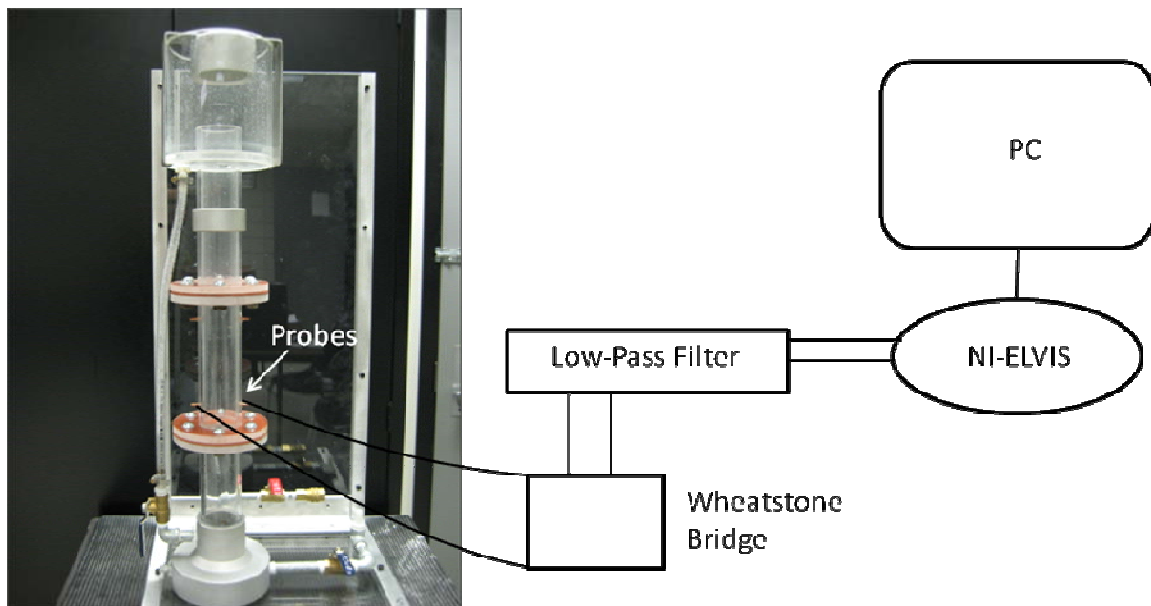 Probes
PC
Low-Pass Filter
NI-ELVIS
Wheatstone
Bridge